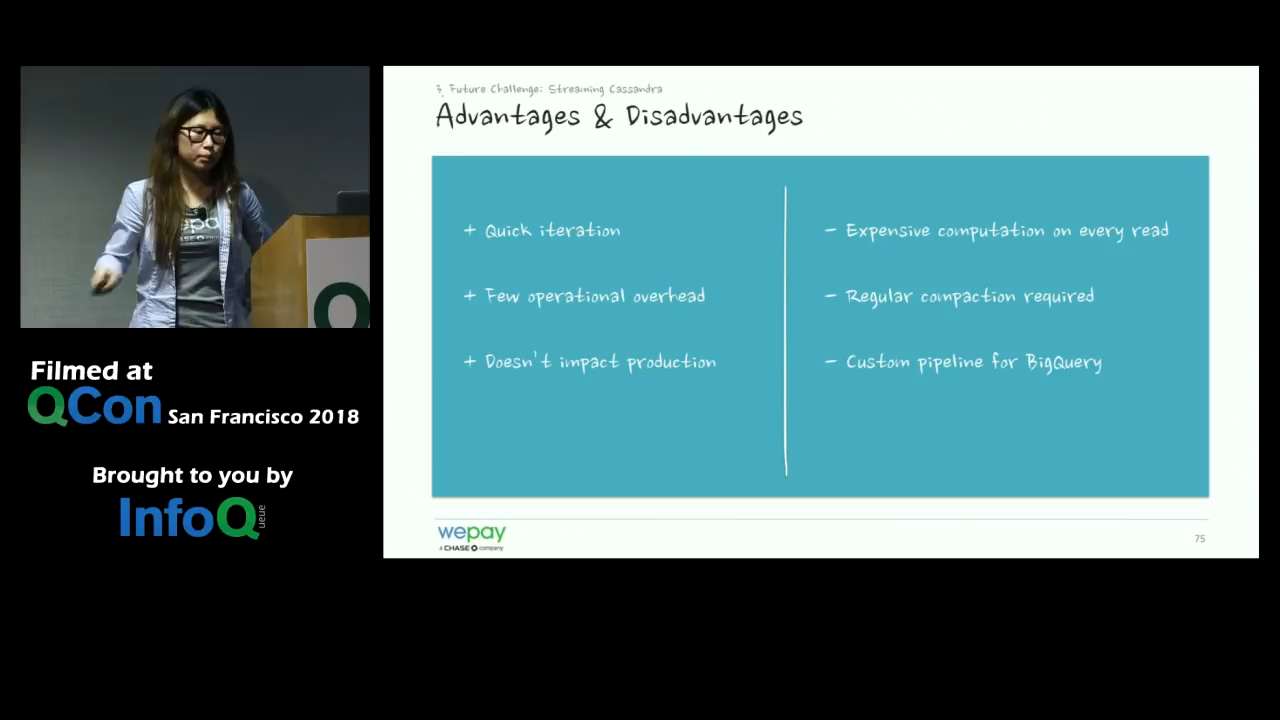 3. Future Challenge: Streaming Cassandra
Advantages & Disadvantages
+ Quick iteration
+ Few operational overhead
+ Doesn't impact production
- Expensive computation on every read
- Regular compaction required
- Custom pipeline for BigQuery
wepay
a CHASE company
75
Filmed at
QCon San Francisco 2018
Brought to you by
InfoQ
ueue